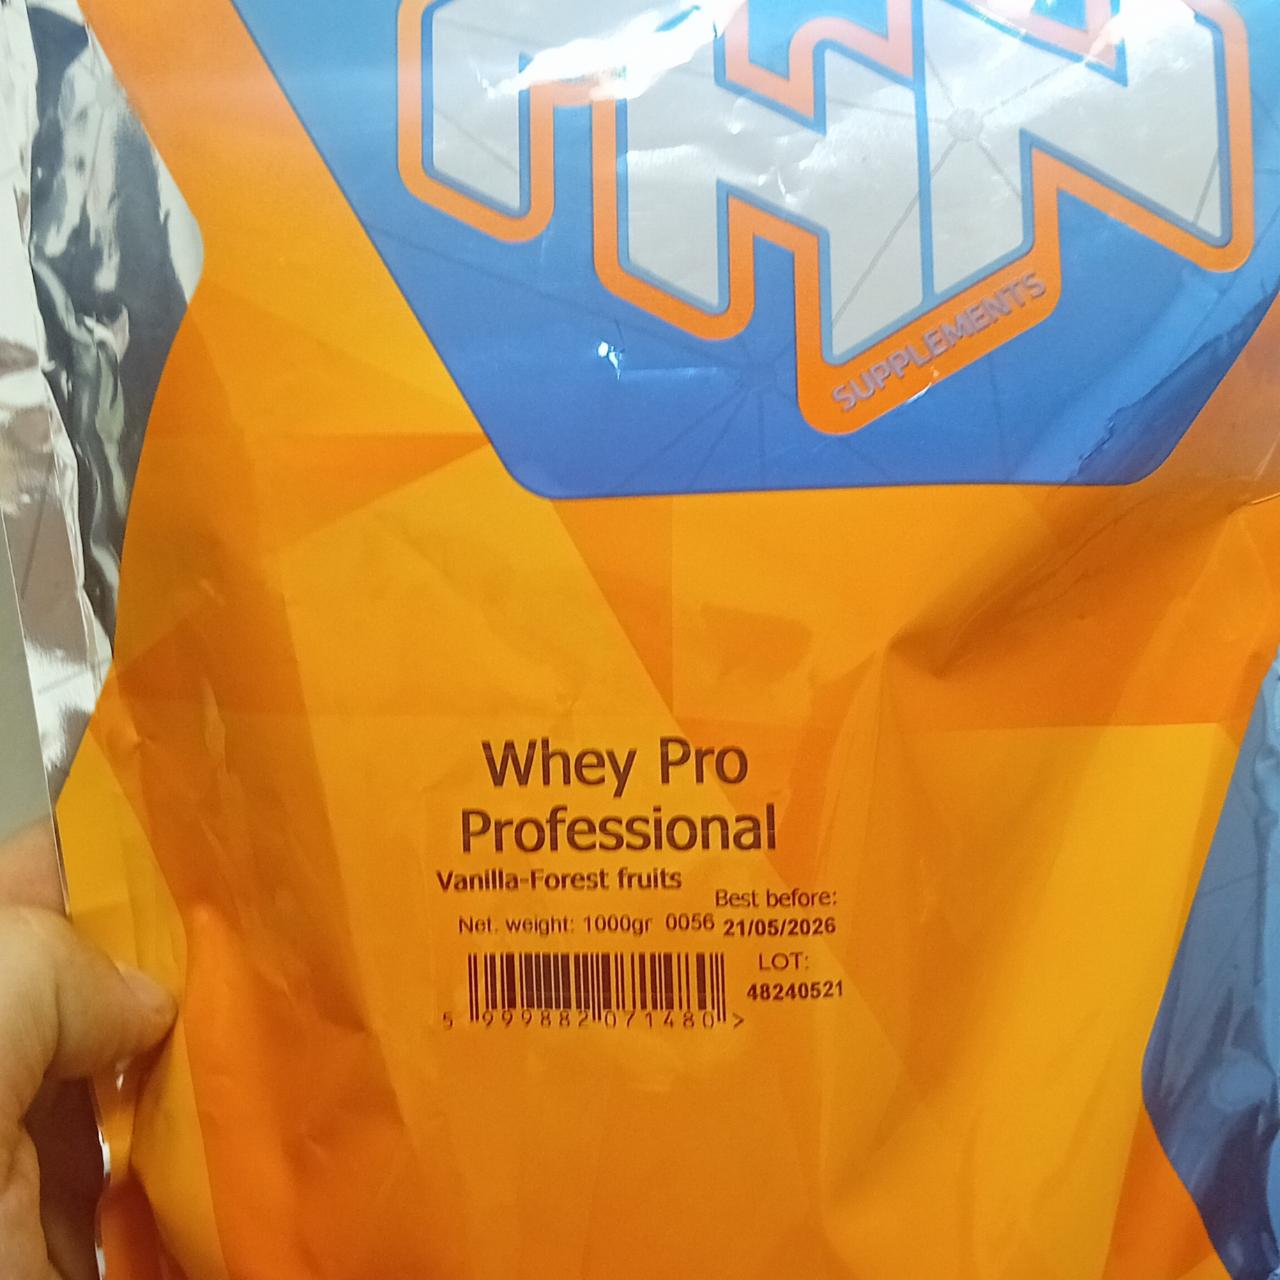 SUPPLEMENTS
Whey Pro
Professional
Vanilla-Forest fruits
Best before:
Net. weight: 1000gr 0056 21/05/2026
LOT:
48240521
5 999882 071480 >